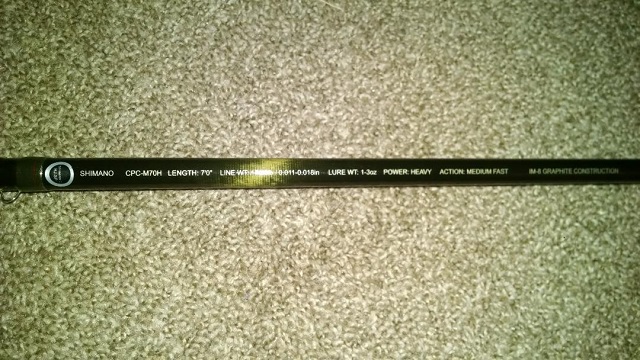 SHIMANO CPC-M70H LENGTH: 7'0" LINE WT: 0.011-0.018in LURE WT. 1-3oz POWER: HEAVY ACTION: MEDIUM FAST IM-8 GRAPHITE CONSTRUCTION